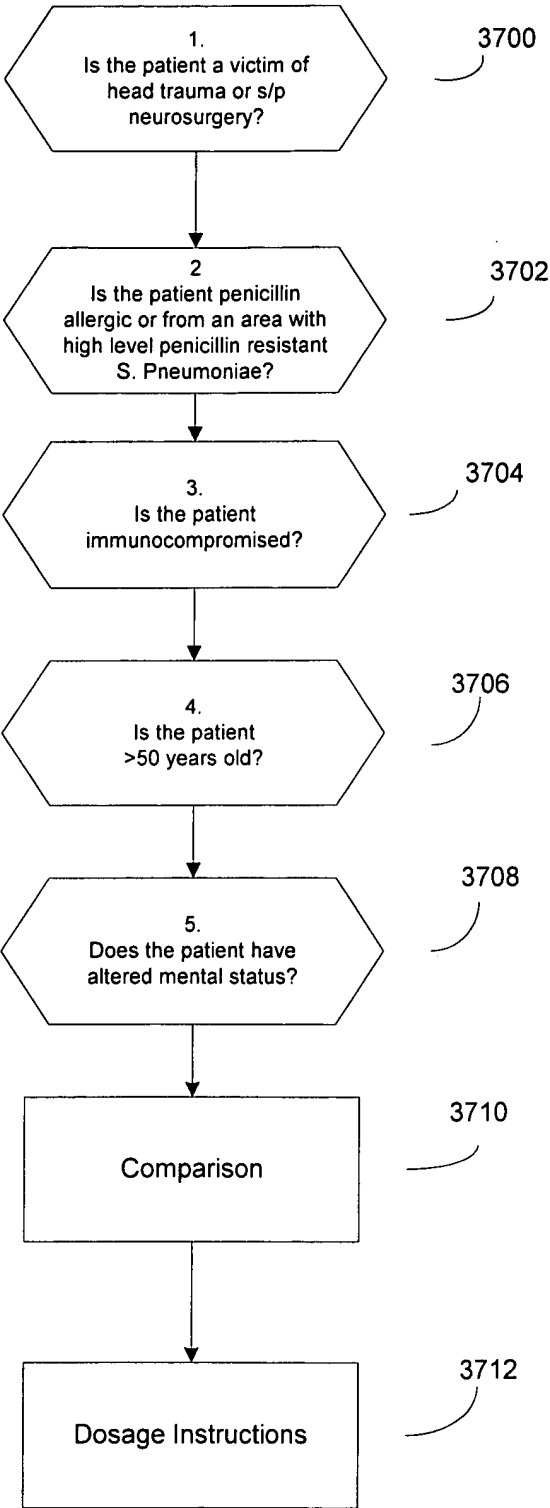 1.
Is the patient a victim of
head trauma or s/p
neurosurgery?
3700
2
Is the patient penicillin
allergic or from an area with
high level penicillin resistant
S. Pneumoniae?
3702
3.
Is the patient
immunocompromised?
3704
4.
Is the patient
>50 years old?
3706
5.
Does the patient have
altered mental status?
3708
Comparison
3710
Dosage Instructions
3712